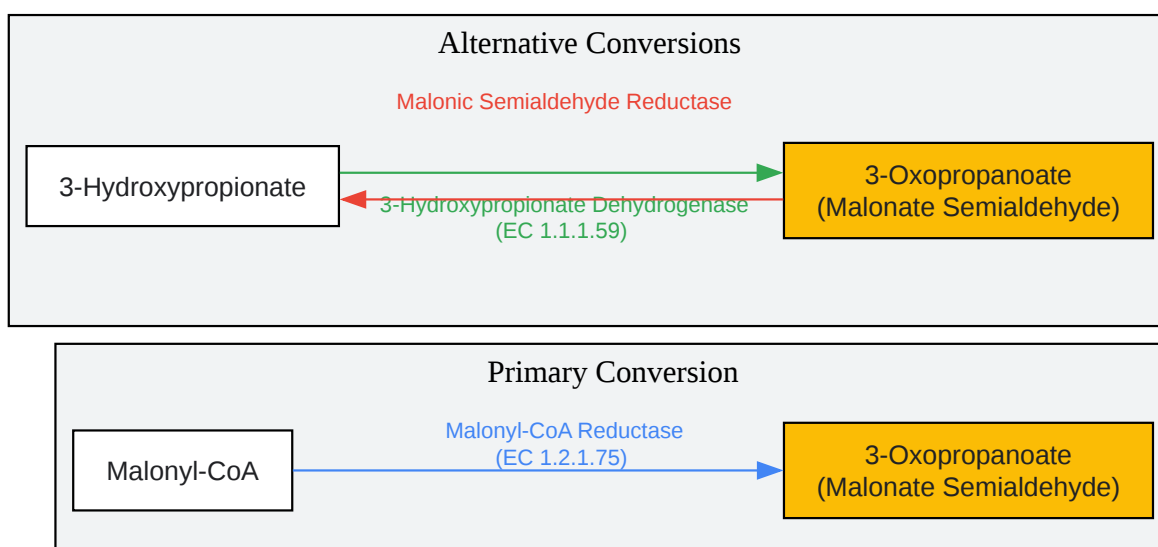 Alternative Conversions
Malonic Semialdehyde Reductase
3-Hydroxypropionate
3-Oxopropanoate
(Malonate Semialdehyde)
3-Hydroxypropionate Dehydrogenase
(EC 1.1.1.59)
Primary Conversion
Malonyl-CoA
Malonyl-CoA Reductase
(EC 1.2.1.75)
3-Oxopropanoate
(Malonate Semialdehyde)